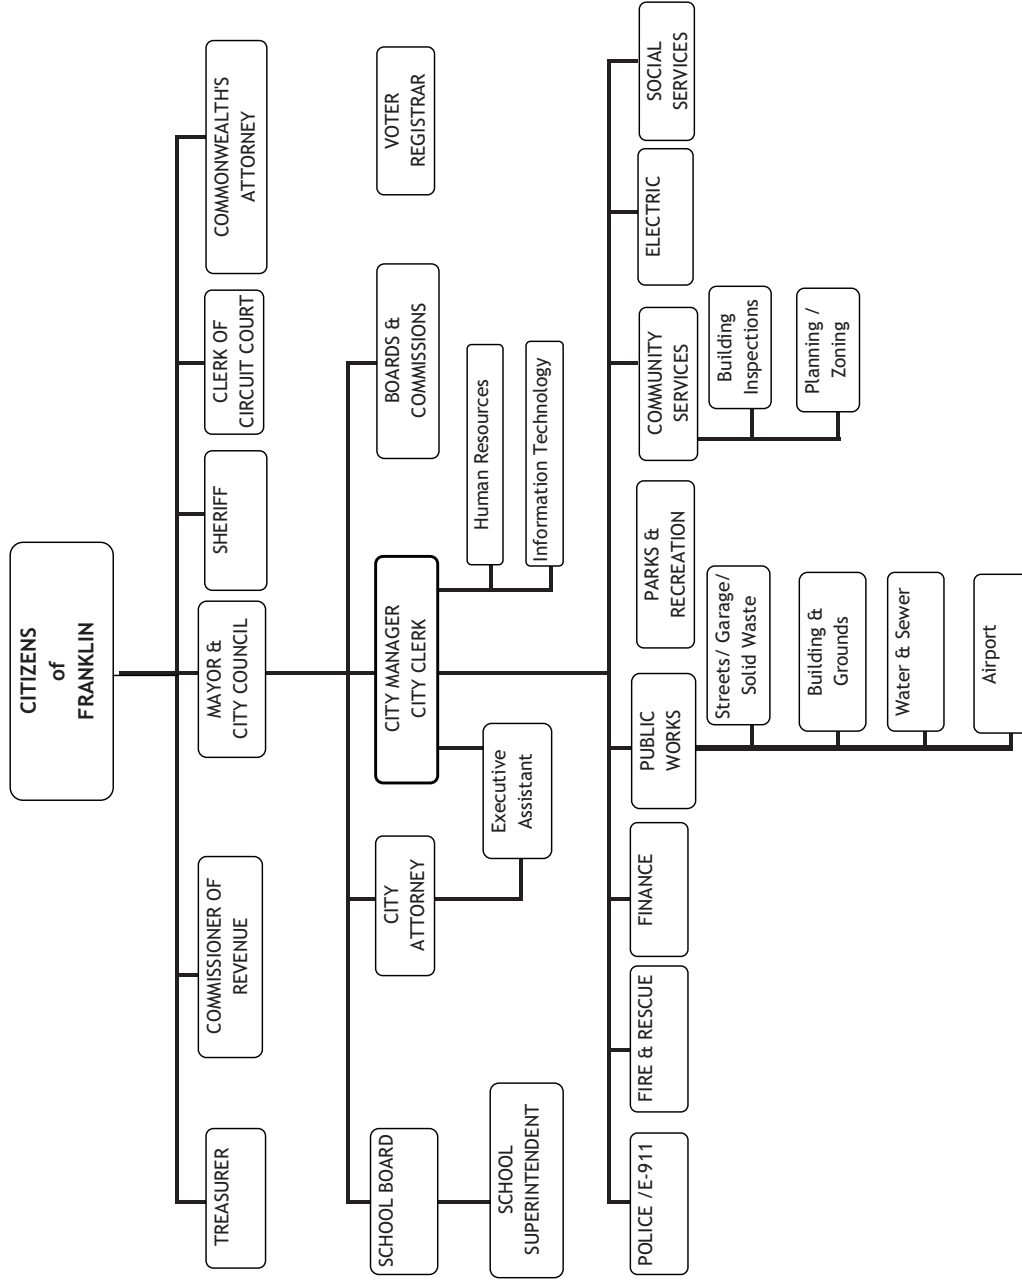 CITIZENS
of
FRANKLIN
TREASURER
COMMISSIONER OF
REVENUE
MAYOR &
CITY COUNCIL
SHERIFF
CLERK OF
CIRCUIT COURT
COMMONWEALTH'S
ATTORNEY
SCHOOL BOARD
CITY
ATTORNEY
CITY MANAGER
CITY CLERK
BOARDS &
COMMISSIONS
VOTER
REGISTRAR
SCHOOL
SUPERINTENDENT
Executive
Assistant
Human Resources
Information Technology
POLICE /E-911
FIRE & RESCUE
FINANCE
PUBLIC
WORKS
PARKS &
RECREATION
COMMUNITY
SERVICES
ELECTRIC
SOCIAL
SERVICES
Streets/ Garage/
Solid Waste
Building &
Grounds
Water & Sewer
Airport
Building
Inspections
Planning /
Zoning